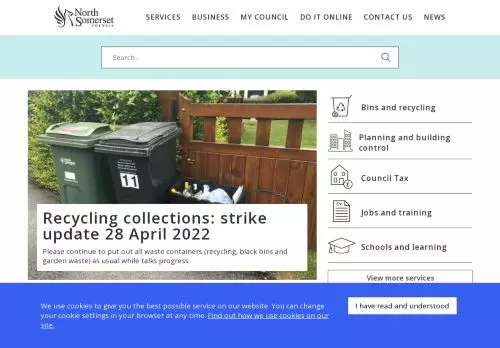 North
Somerset
COUNCIL
SERVICES BUSINESS MY COUNCIL DO IT ONLINE CONTACT US NEWS
Search...
11
Recycling collections: strike
update 28 April 2022
Please continue to put out all waste containers (recycling, black bins and
garden waste) as usual while talks progress
Bins and recycling
Planning and building
control
Council Tax
CV
Jobs and training
Schools and learning
View more services
We use cookies to give you the best possible service on our website. You can change
your cookie settings in your browser at any time. Find out how we use cookies on our
site.
I have read and understood